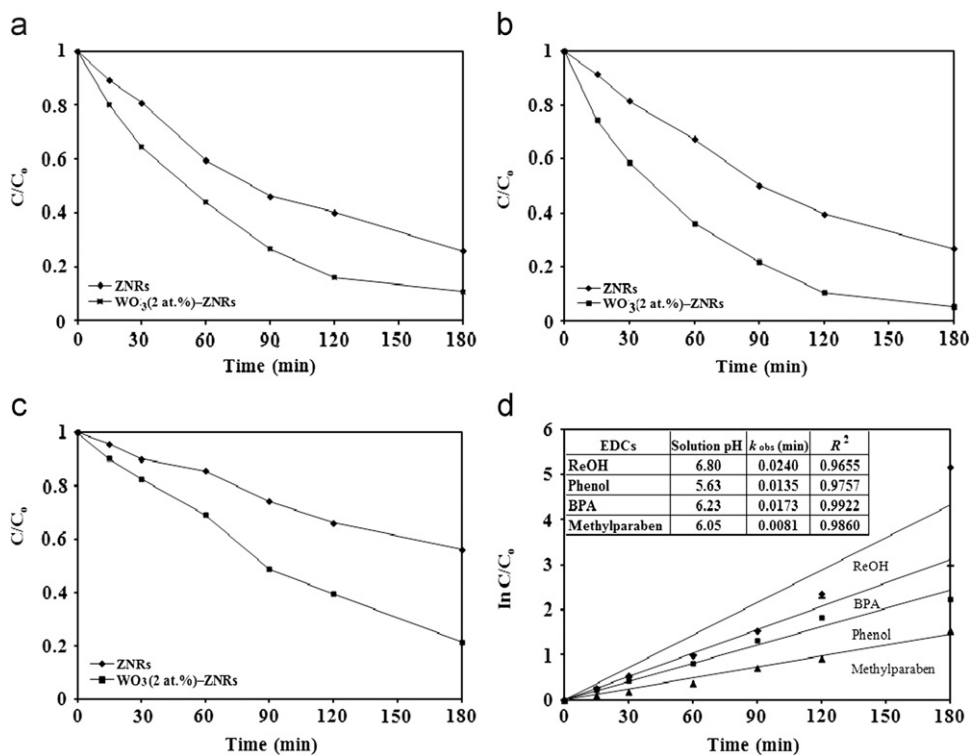 a
1
0.8
0.6
0.4
0.2
0
C/Co
ZNRs
WO3(2 at.%)–ZNRs
0 30 60 90 120 150 180
Time (min)
b
1
0.8
0.6
0.4
0.2
0
C/Co
ZNRs
WO3(2 at.%)–ZNRs
0 30 60 90 120 150 180
Time (min)
c
1
0.8
0.6
0.4
0.2
0
C/Co
ZNRs
WO3(2 at.%)–ZNRs
0 30 60 90 120 150 180
Time (min)
d
6
5
4
3
2
1
0
In C/Co
EDCs Solution pH k obs (min) R2
ReOH 6.80 0.0240 0.9655
Phenol 5.63 0.0135 0.9757
BPA 6.23 0.0173 0.9922
Methylparaben 6.05 0.0081 0.9860
ReOH
BPA
Phenol
Methylparaben
0 30 60 90 120 150 180
Time (min)